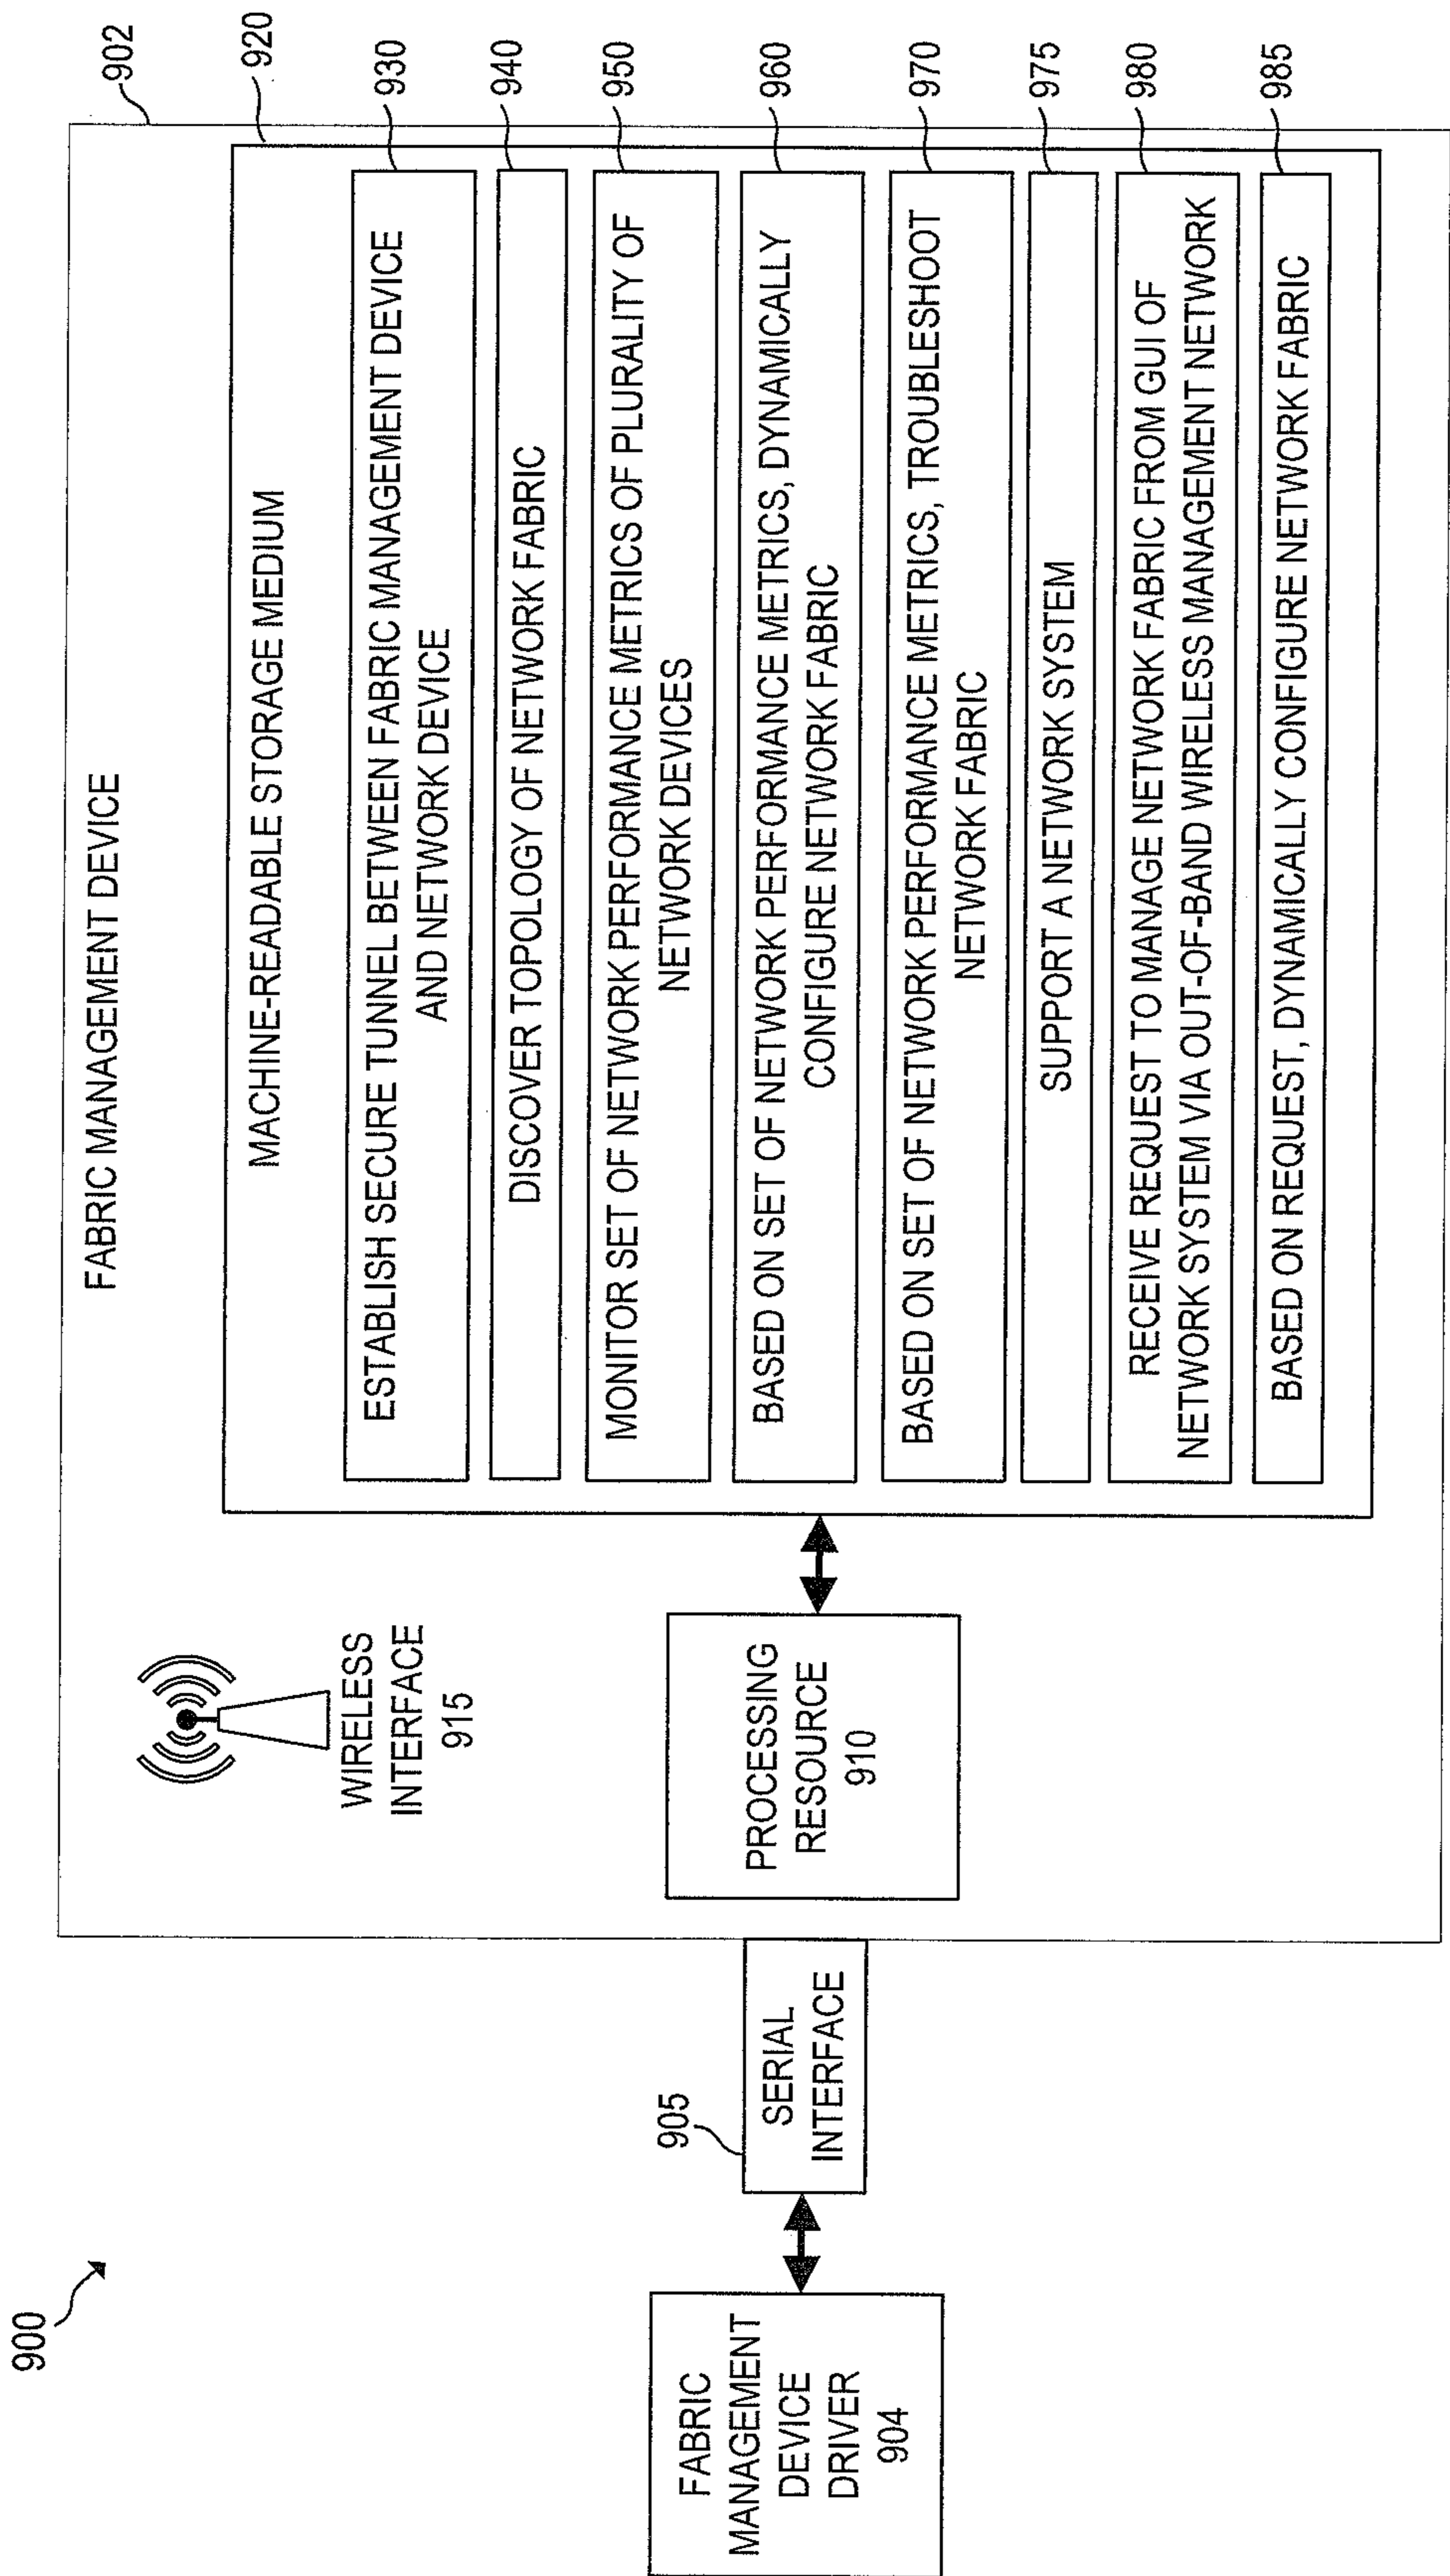 900
FABRIC
MANAGEMENT
DEVICE
DRIVER
904
905
SERIAL
INTERFACE
FABRIC MANAGEMENT DEVICE
902
WIRELESS
INTERFACE
915
PROCESSING
RESOURCE
910
MACHINE-READABLE STORAGE MEDIUM
920
ESTABLISH SECURE TUNNEL BETWEEN FABRIC MANAGEMENT DEVICE
AND NETWORK DEVICE
930
DISCOVER TOPOLOGY OF NETWORK FABRIC
940
MONITOR SET OF NETWORK PERFORMANCE METRICS OF PLURALITY OF
NETWORK DEVICES
950
BASED ON SET OF NETWORK PERFORMANCE METRICS, DYNAMICALLY
CONFIGURE NETWORK FABRIC
960
BASED ON SET OF NETWORK PERFORMANCE METRICS, TROUBLESHOOT
NETWORK FABRIC
970
SUPPORT A NETWORK SYSTEM
975
RECEIVE REQUEST TO MANAGE NETWORK FABRIC FROM GUI OF
NETWORK SYSTEM VIA OUT-OF-BAND WIRELESS MANAGEMENT NETWORK
980
BASED ON REQUEST, DYNAMICALLY CONFIGURE NETWORK FABRIC
985